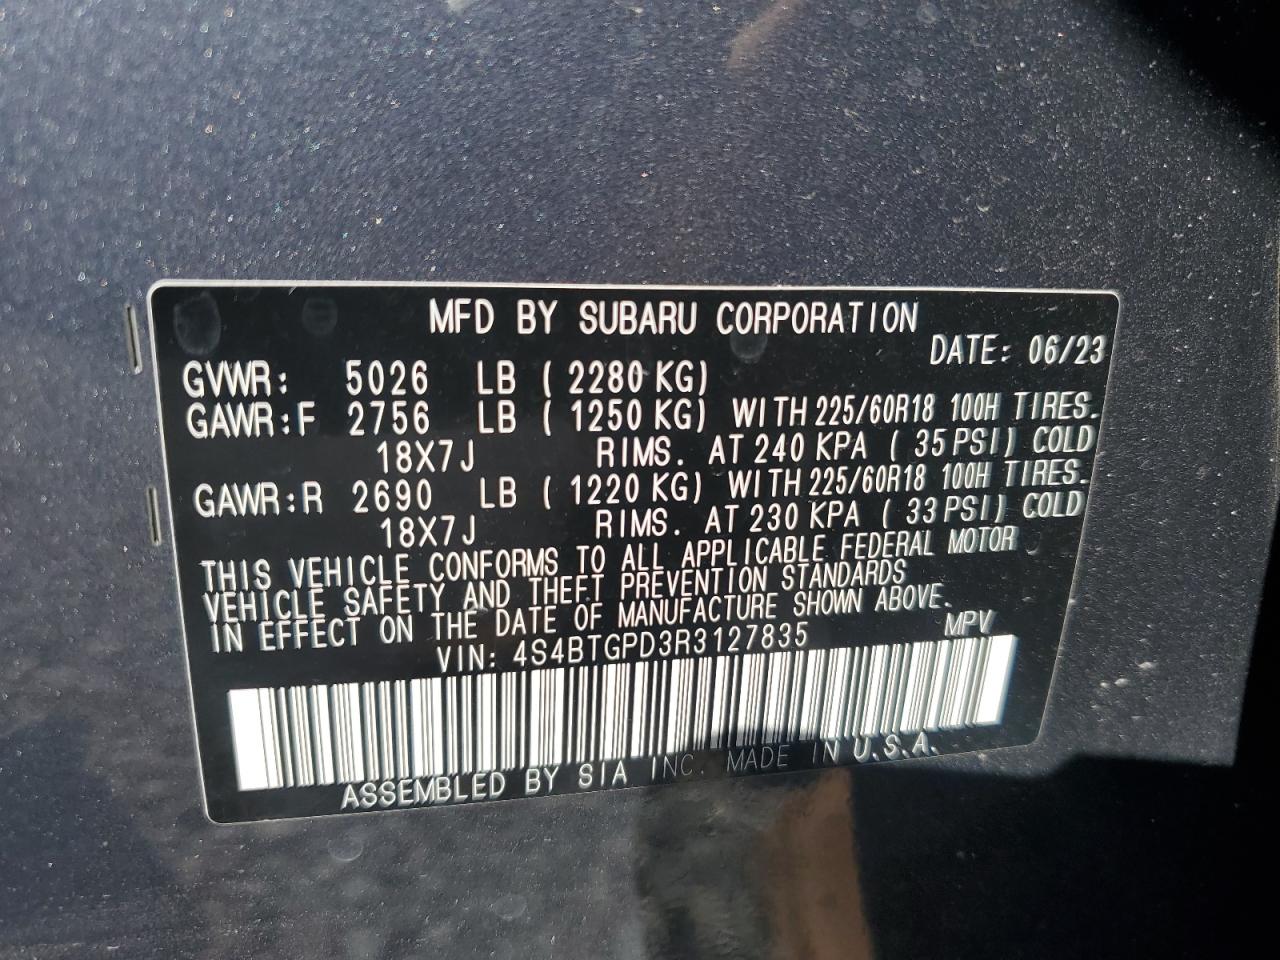 MFD BY SUBARU CORPORATION
DATE: 06/23
GVWR: 5026 LB ( 2280 KG)
GAWR:F 2756 LB ( 1250 KG) WITH 225/60R18 100H TIRES.
18X7J RIMS. AT 240 KPA ( 35 PSI) COLD
GAWR:R 2690 LB ( 1220 KG) WITH 225/60R18 100H TIRES.
18X7J RIMS. AT 230 KPA ( 33 PSI) COLD
THIS VEHICLE CONFORMS TO ALL APPLICABLE FEDERAL MOTOR
VEHICLE SAFETY AND THEFT PREVENTION STANDARDS
IN EFFECT ON THE DATE OF MANUFACTURE SHOWN ABOVE.
VIN: 4S4BTGPD3R3127835 MPV
ASSEMBLED BY SIA INC. MADE IN U.S.A.